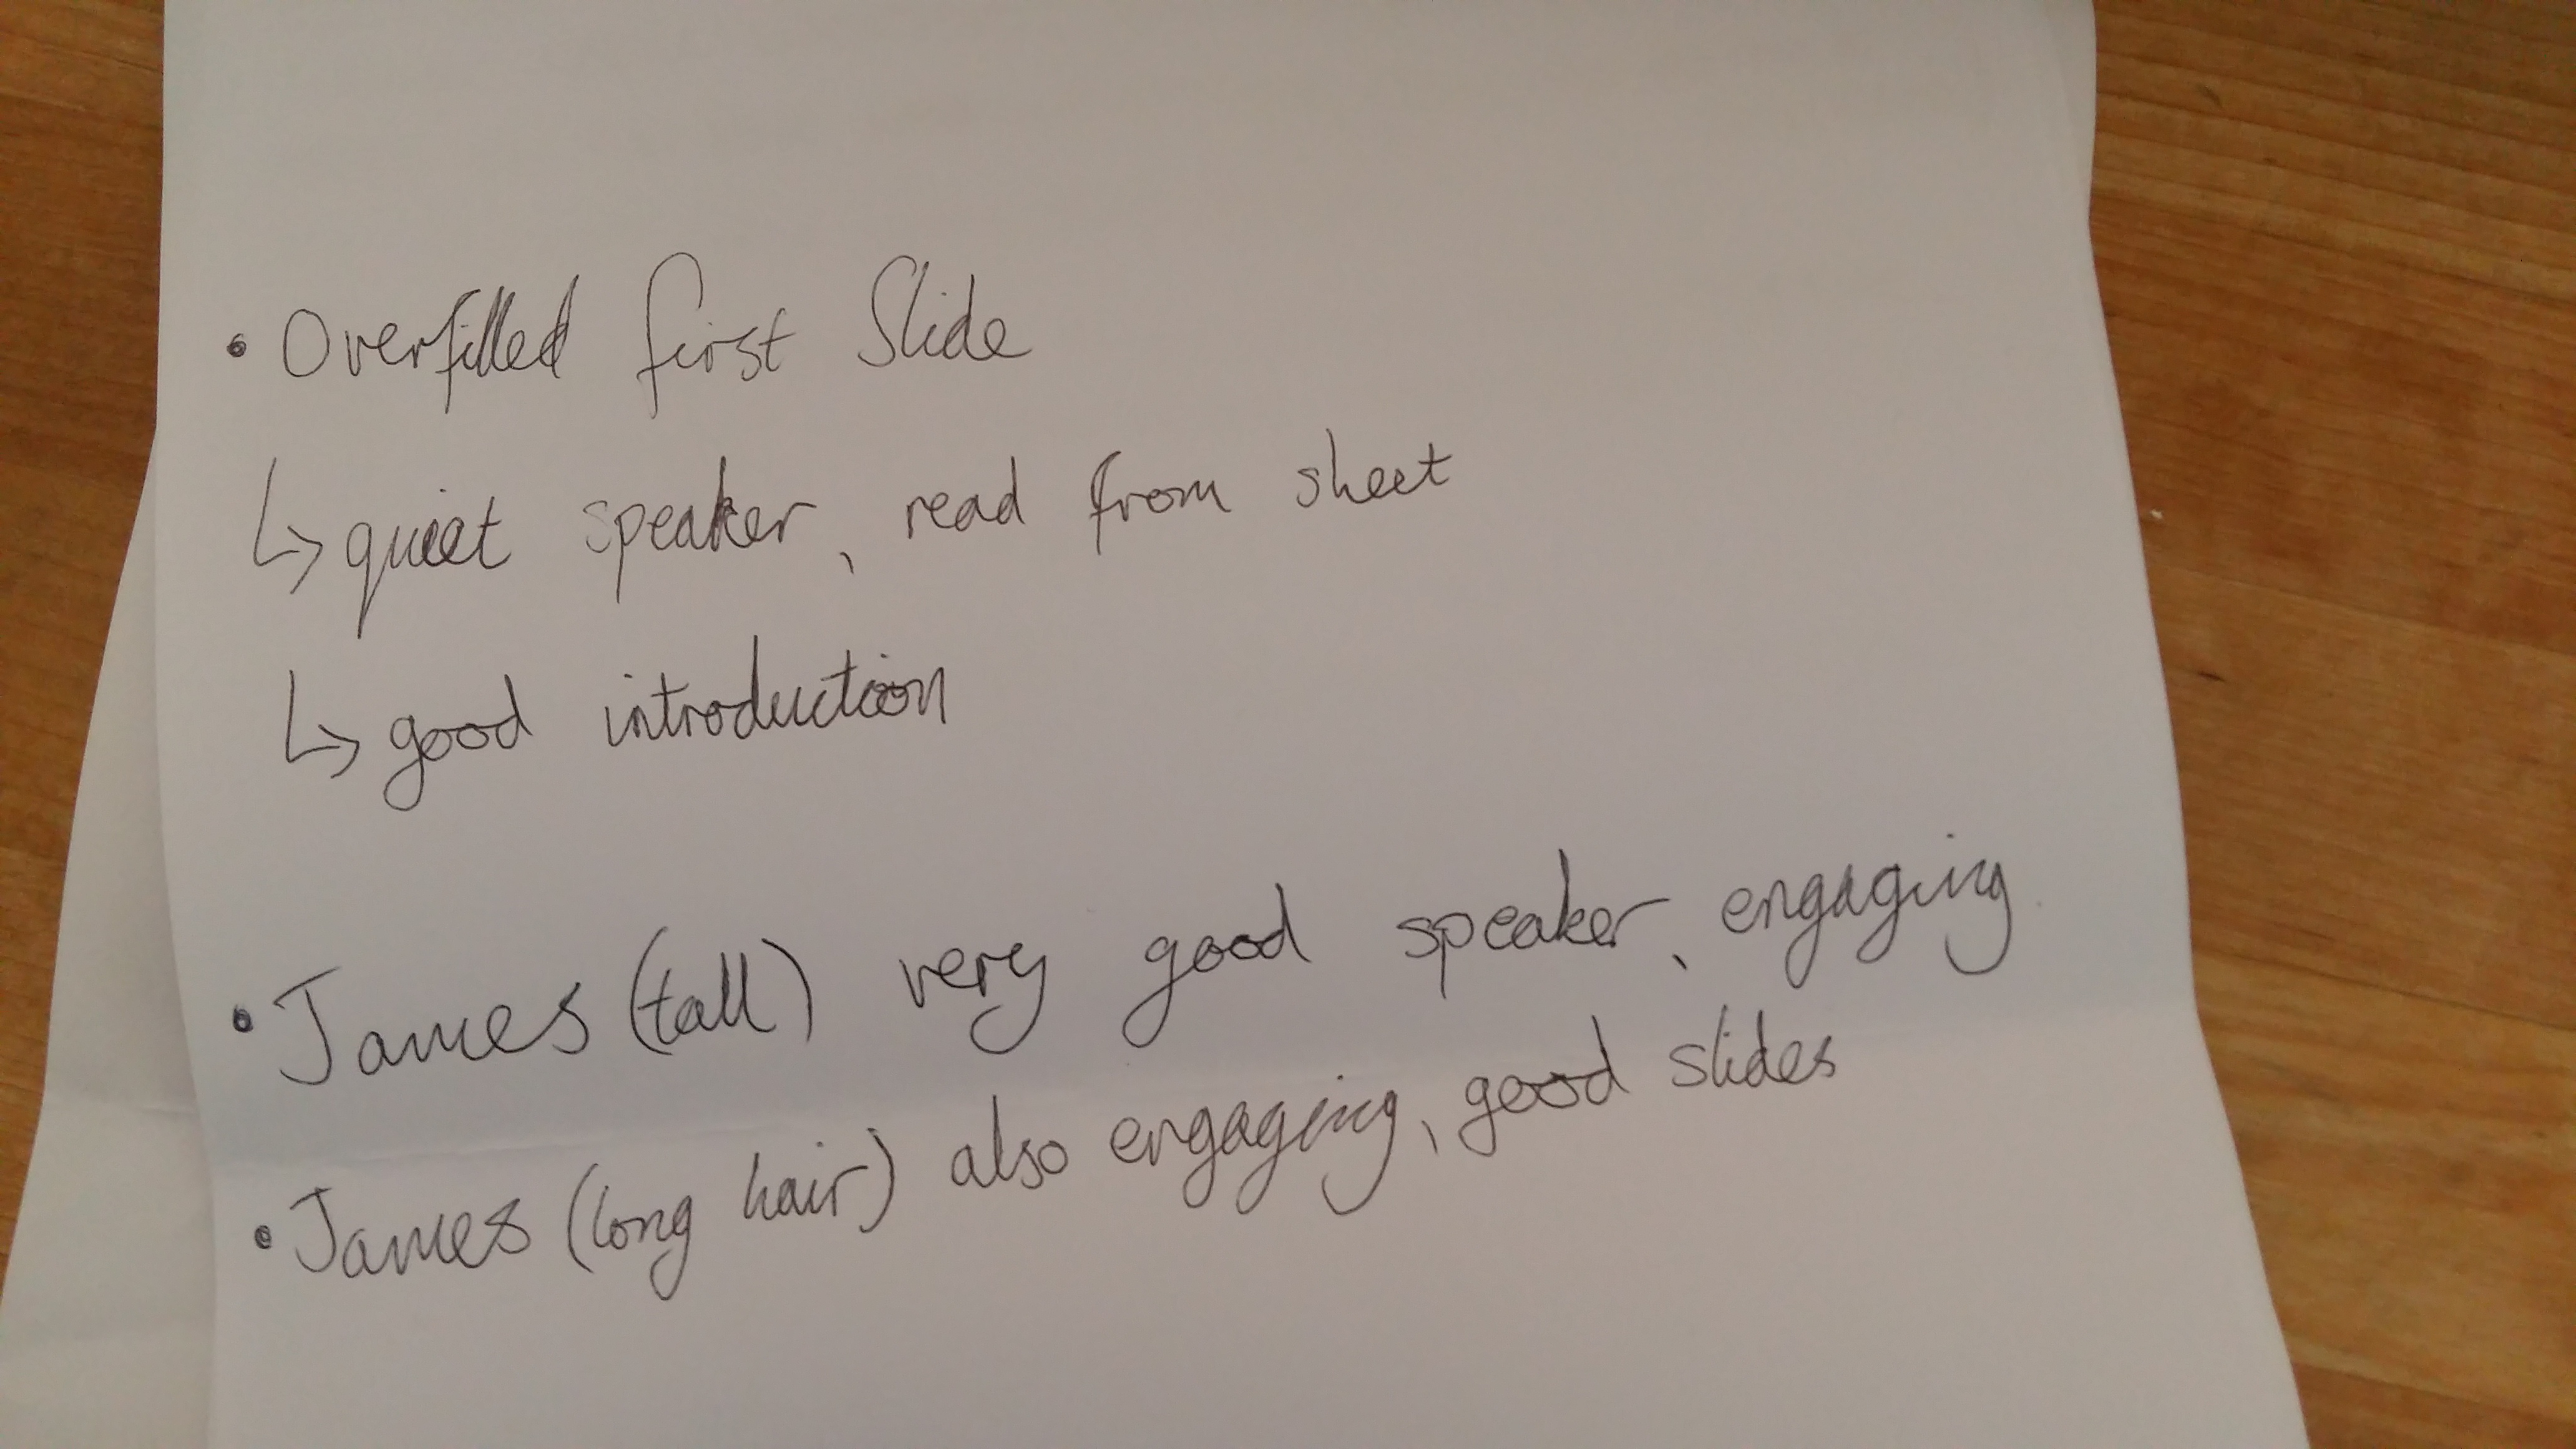 • Overfilled first Slide
↳ quiet speaker, read from sheet
↳ good introduction
• James (tall) very good speaker, engaging
• James (long hair) also engaging, good slides